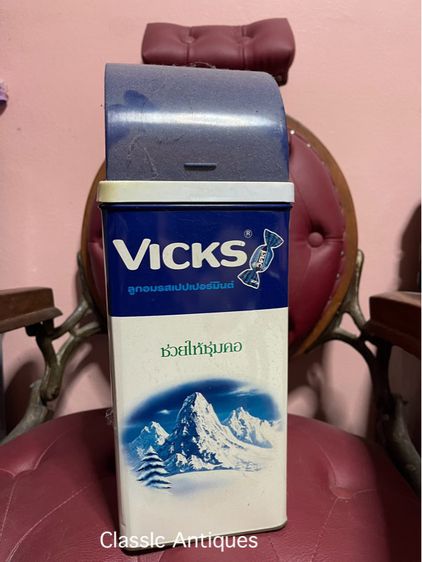 VICKS®
ลูกอมรสเปปเปอร์มินต์
ช่วยให้ชุ่มคอ
Classic Antiques